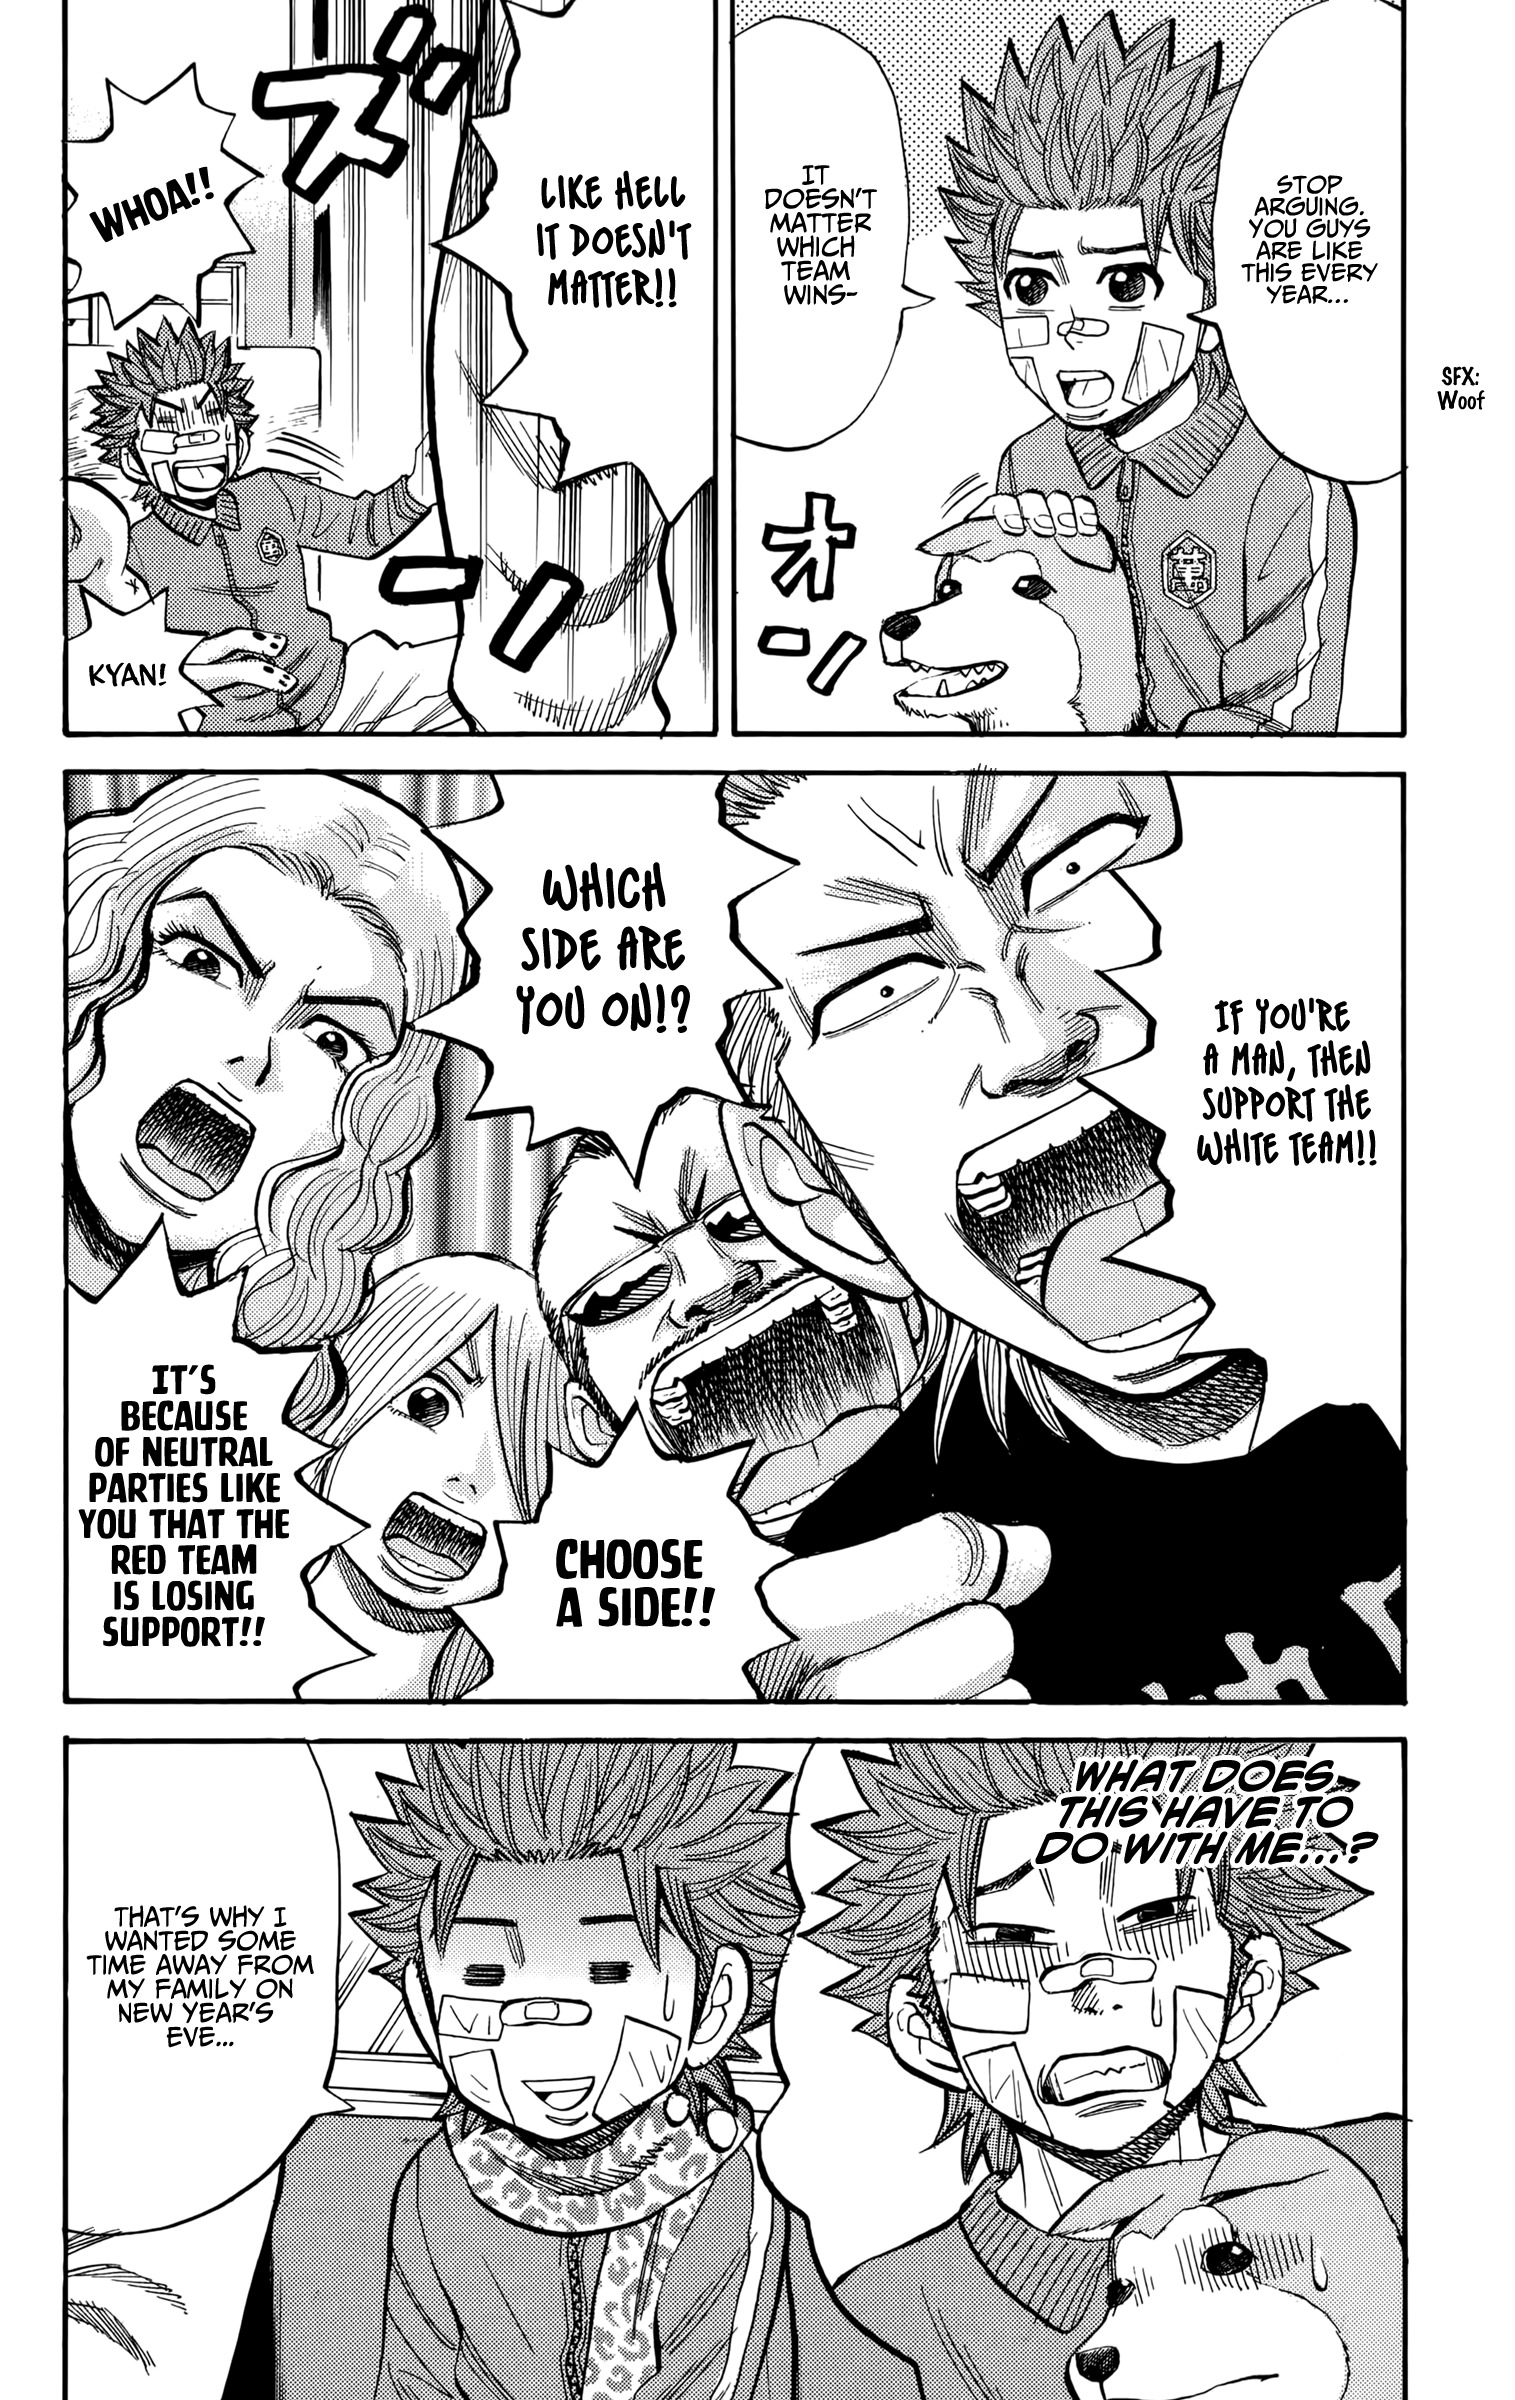 STOP
ARGUING.
YOU GUYS
ARE LIKE
THIS EVERY
YEAR...
IT
DOESN'T
MATTER
WHICH
TEAM
WINS-
SFX:
Woof
オン
萬
LIKE HELL
IT DOESN'T
MATTER!!
ズーン
WHOA!!
萬
KYAN!
IF YOU'RE
A MAN, THEN
SUPPORT THE
WHITE TEAM!!
WHICH
SIDE ARE
YOU ON!?
CHOOSE
A SIDE!!
IT'S
BECAUSE
OF NEUTRAL
PARTIES LIKE
YOU THAT THE
RED TEAM
IS LOSING
SUPPORT!!
WHAT DOES
THIS HAVE TO
DO WITH ME...?
THAT'S WHY I
WANTED SOME
TIME AWAY FROM
MY FAMILY ON
NEW YEAR'S
EVE...